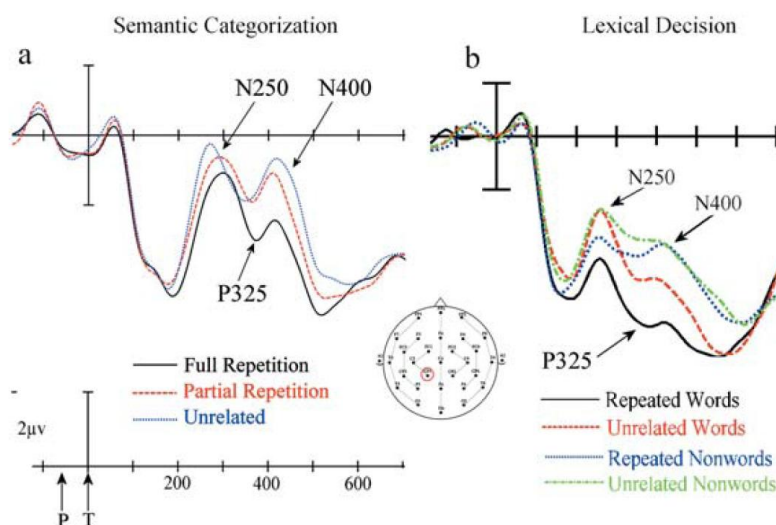 Semantic Categorization
Lexical Decision
a
b
N250
N400
P325
N250
N400
P325
Full Repetition
Partial Repetition
Unrelated
Repeated Words
Unrelated Words
Repeated Nonwords
Unrelated Nonwords
2µv
200 400 600
P T